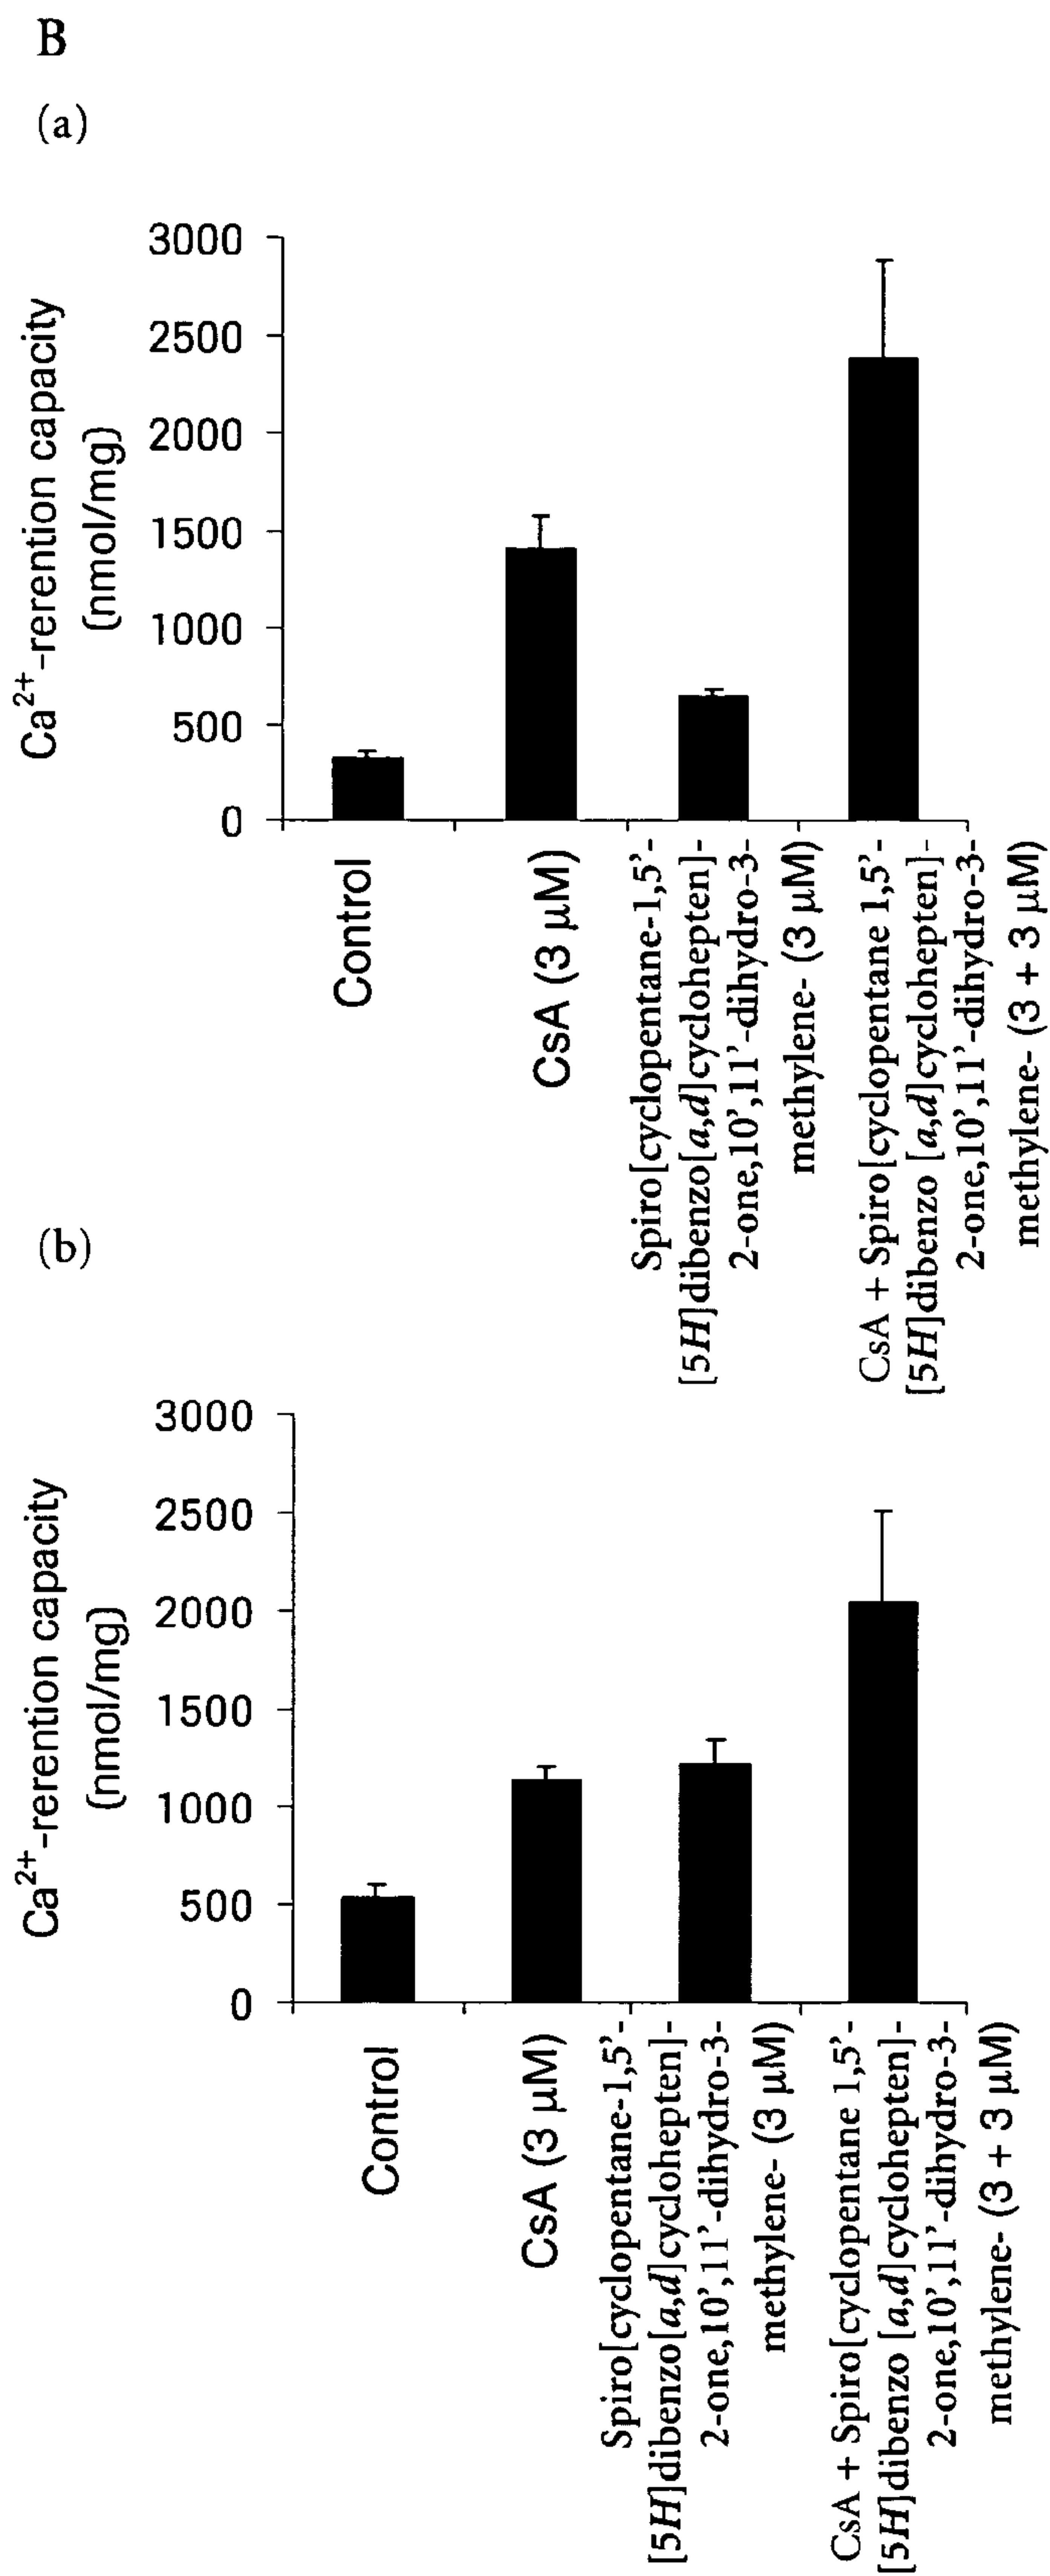 B
(a)
Ca²⁺-rerention capacity
(nmol/mg)
3000
2500
2000
1500
1000
500
0
Control
CsA (3 μM)
Spiro[cyclopentane-1,5’-
[5H]dibenzo[a,d]cyclohepten]-
2-one,10’,11’-dihydro-3-
methylene- (3 μM)
CsA + Spiro[cyclopentane 1,5’-
[5H]dibenzo [a,d]cyclohepten]-
2-one,10’,11’-dihydro-3-
methylene- (3 + 3 μM)
(b)
Ca²⁺-rerention capacity
(nmol/mg)
3000
2500
2000
1500
1000
500
0
Control
CsA (3 μM)
Spiro[cyclopentane-1,5’-
[5H]dibenzo[a,d]cyclohepten]-
2-one,10’,11’-dihydro-3-
methylene- (3 μM)
CsA + Spiro[cyclopentane 1,5’-
[5H]dibenzo [a,d]cyclohepten]-
2-one,10’,11’-dihydro-3-
methylene- (3 + 3 μM)